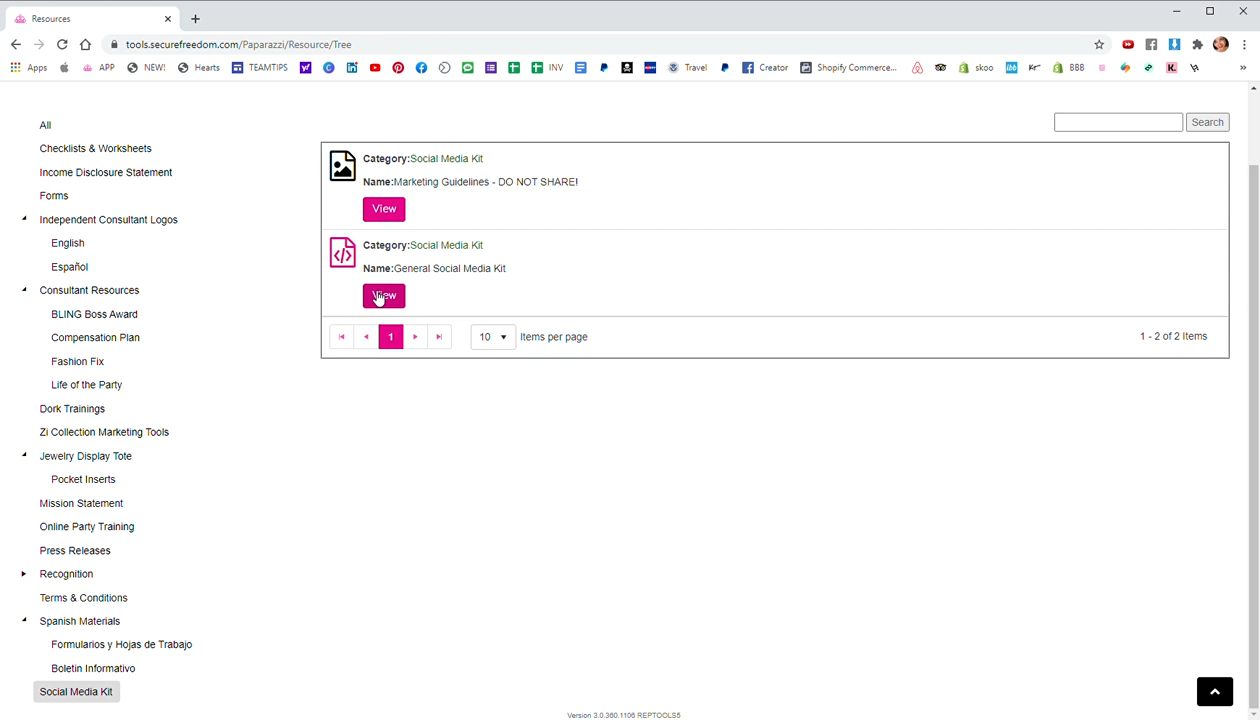 Resources
tools.securefreedom.com/Paparazzi/Resource/Tree
Apps
APP
NEW!
Hearts
TEAMTIPS
INV
Travel
Creator
Shopify Commerce...
skoo
BBB
All
Search
Checklists & Worksheets
Income Disclosure Statement
Forms
Independent Consultant Logos
English
Español
Consultant Resources
BLING Boss Award
Compensation Plan
Fashion Fix
Life of the Party
Dork Trainings
Zi Collection Marketing Tools
Jewelry Display Tote
Pocket Inserts
Mission Statement
Online Party Training
Press Releases
Recognition
Terms & Conditions
Spanish Materials
Formularios y Hojas de Trabajo
Boletin Informativo
Social Media Kit
Category:Social Media Kit
Name:Marketing Guidelines - DO NOT SHARE!
View
Category:Social Media Kit
Name:General Social Media Kit
View
1
10
Items per page
1 - 2 of 2 Items
Version 3.0.360.1106 REPTOOLS5